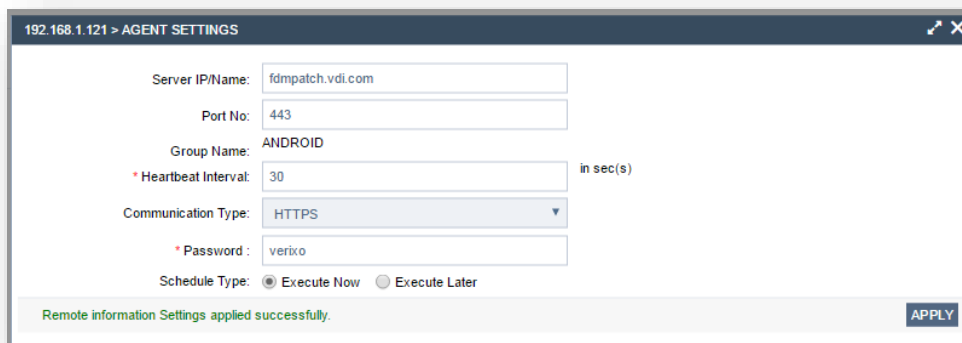 192.168.1.121 > AGENT SETTINGS
Server IP/Name: fdmpatch.vdi.com
Port No: 443
Group Name: ANDROID
* Heartbeat Interval: 30 in sec(s)
Communication Type: HTTPS
* Password : verixo
Schedule Type: Execute Now Execute Later
Remote information Settings applied successfully. APPLY